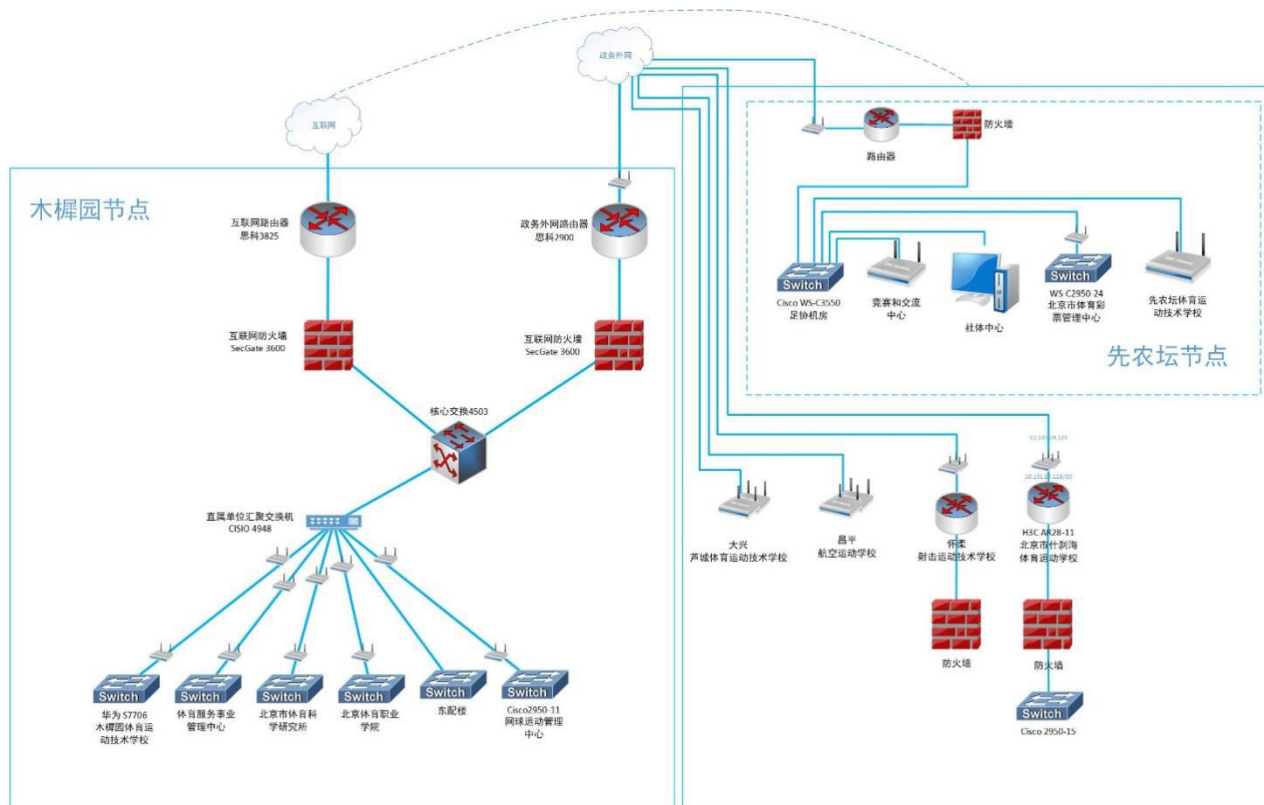 政务外网
互联网
防火墙
路由器
木樨园节点
互联网路由器
思科3825
政务外网路由器
思科2900
Switch
Cisco WS-C3550
足协机房
竞赛和交流
中心
社体中心
Switch
WS-C2950 24
北京市体育彩
票管理中心
先农坛体育运
动技术学校
先农坛节点
互联网防火墙
SecGate 3600
互联网防火墙
SecGate 3600
核心交换4503
直属单位汇聚交换机
CISIO 4948
大兴
芦城体育运动技术学校
昌平
航空运动学校
怀柔
射击运动技术学校
H3C AR28-11
北京市什刹海
体育运动学校
防火墙
防火墙
Cisco 2950-15
Switch
Switch
华为 S7706
木樨园体育运
动技术学校
Switch
体育服务事业
管理中心
Switch
北京市体育科
学研究所
Switch
北京体育职业
学院
Switch
东配楼
Switch
Cisco2950-11
网球运动管理
中心